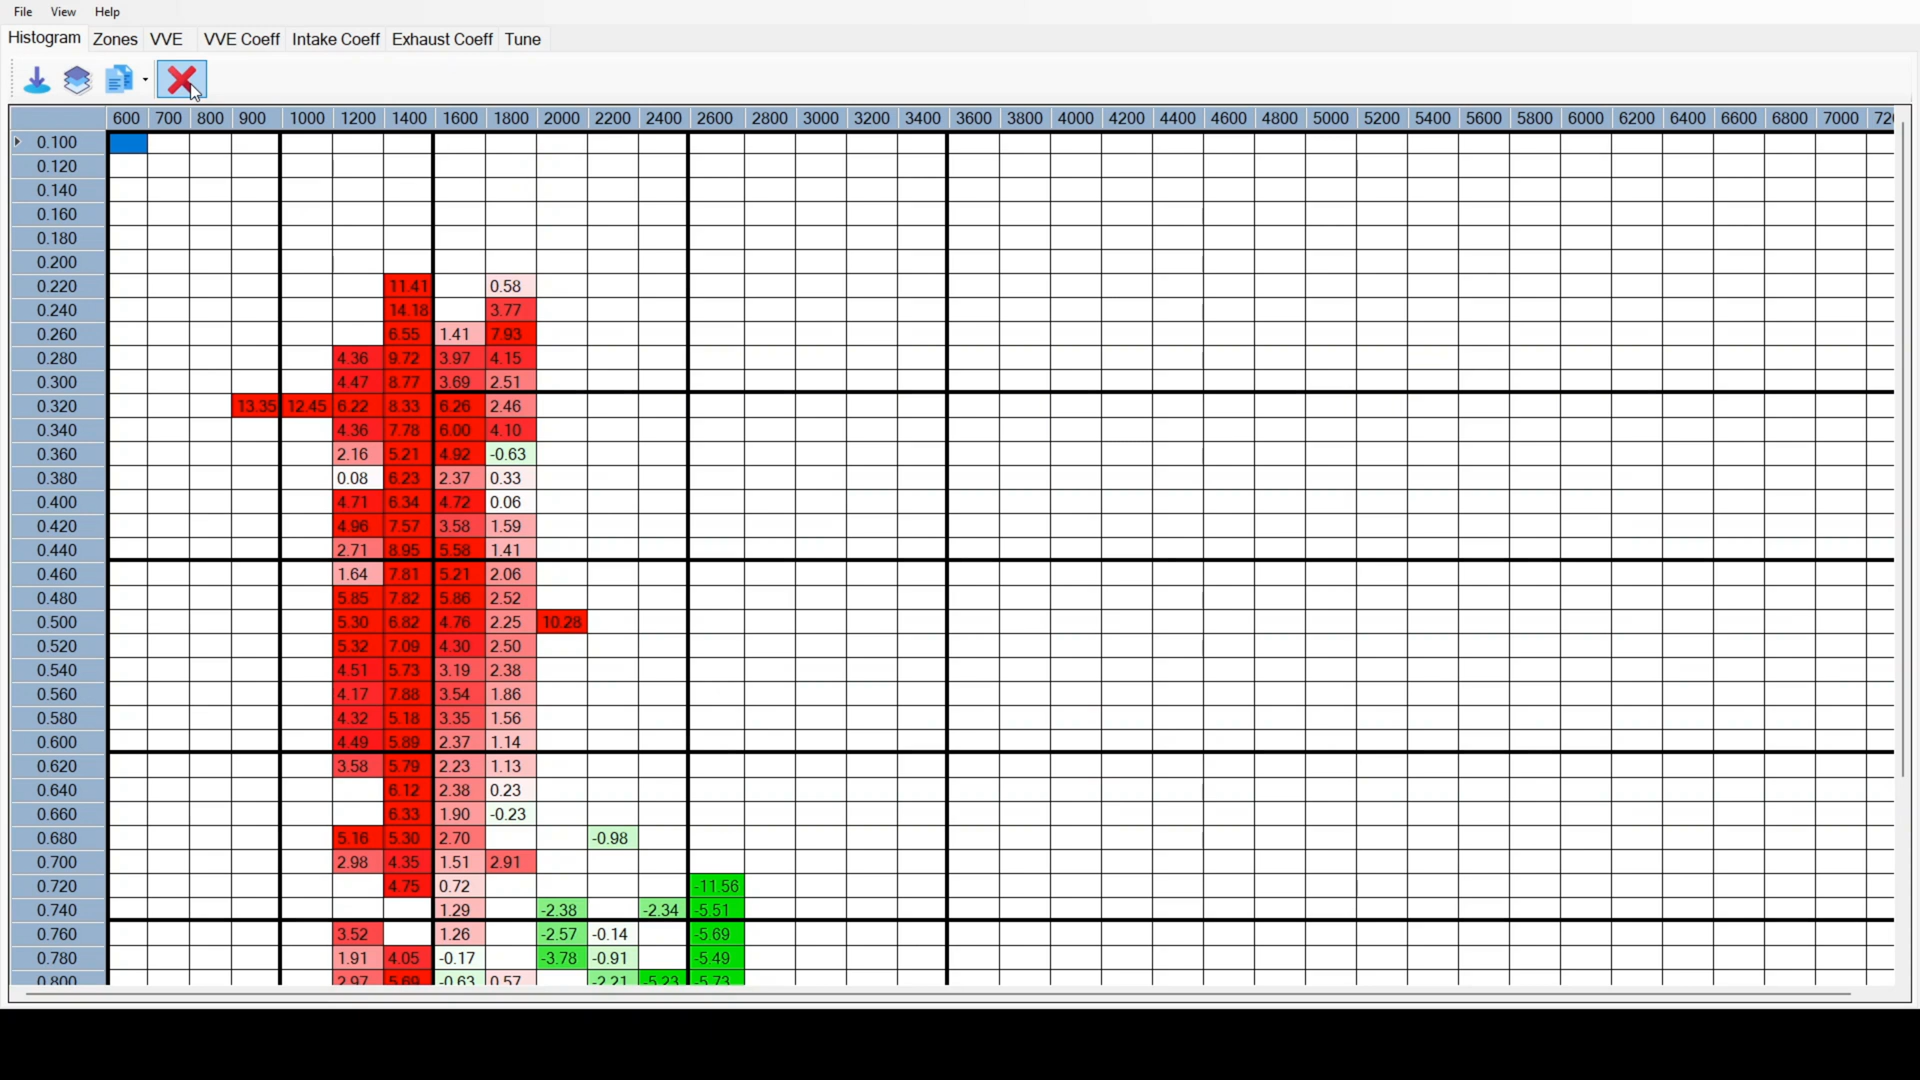 File View Help
Histogram Zones VVE VVE Coeff Intake Coeff Exhaust Coeff Tune
600 700 800 900 1000 1200 1400 1600 1800 2000 2200 2400 2600 2800 3000 3200 3400 3600 3800 4000 4200 4400 4600 4800 5000 5200 5400 5600 5800 6000 6200 6400 6600 6800 7000
0.100
0.120
0.140
0.160
0.180
0.200
0.220 11.41 0.58
0.240 14.18 3.77
0.260 6.55 1.41 7.93
0.280 4.36 9.72 3.97 4.15
0.300 4.47 8.77 3.69 2.51
0.320 13.35 12.45 6.22 8.33 6.26 2.46
0.340 4.36 7.78 6.00 4.10
0.360 2.16 5.21 4.92 -0.63
0.380 0.08 6.23 2.37 0.33
0.400 4.71 6.34 4.72 0.06
0.420 4.96 7.57 3.58 1.59
0.440 2.71 8.95 5.58 1.41
0.460 1.64 7.81 5.21 2.06
0.480 5.85 7.82 5.86 2.52
0.500 5.30 6.82 4.76 2.25 10.28
0.520 5.32 7.09 4.30 2.50
0.540 4.51 5.73 3.19 2.38
0.560 4.17 7.88 3.54 1.86
0.580 4.32 5.18 3.35 1.56
0.600 4.49 5.89 2.37 1.14
0.620 3.58 5.79 2.23 1.13
0.640 6.12 2.38 0.23
0.660 6.33 1.90 -0.23
0.680 5.16 5.30 2.70 -0.98
0.700 2.98 4.35 1.51 2.91
0.720 4.75 0.72 -11.56
0.740 1.29 -2.38 -2.34 -5.51
0.760 3.52 1.26 -2.57 -0.14 -5.69
0.780 1.91 4.05 -0.17 -3.78 -0.91 -5.49
0.800 2.97 5.69 -0.63 0.57 -2.21 -5.23 -5.73